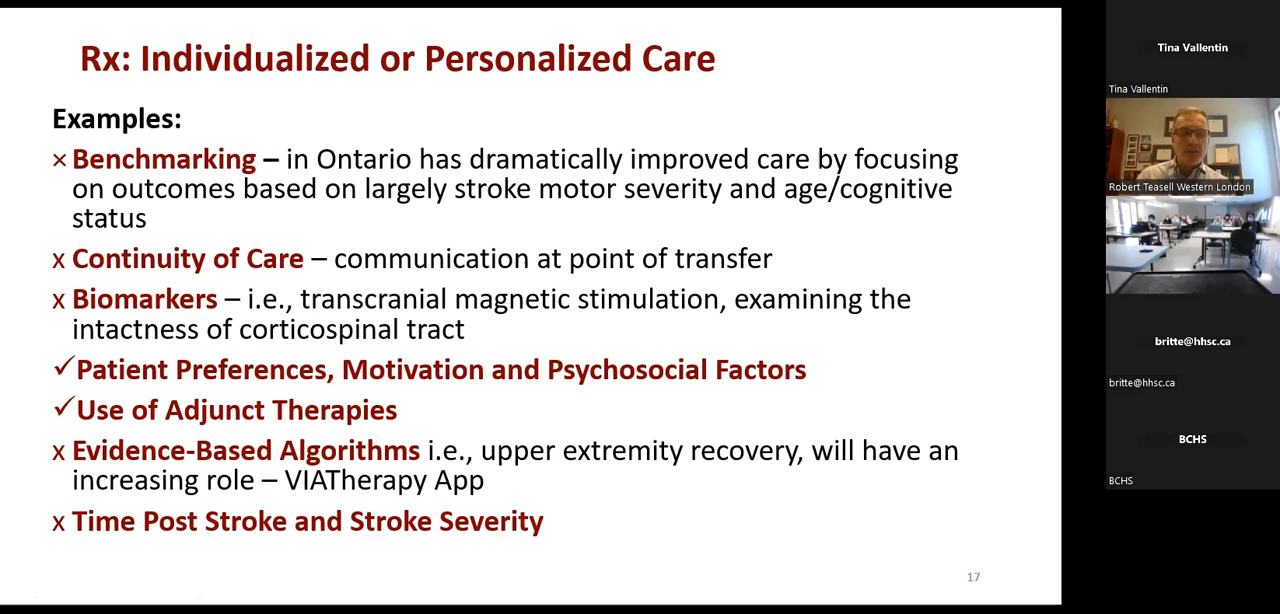 Rx: Individualized or Personalized Care
Examples:
× Benchmarking – in Ontario has dramatically improved care by focusing
on outcomes based on largely stroke motor severity and age/cognitive
status
x Continuity of Care – communication at point of transfer
x Biomarkers – i.e., transcranial magnetic stimulation, examining the
intactness of corticospinal tract
✓Patient Preferences, Motivation and Psychosocial Factors
✓Use of Adjunct Therapies
x Evidence-Based Algorithms i.e., upper extremity recovery, will have an
increasing role – VIATherapy App
x Time Post Stroke and Stroke Severity
17
Tina Vallentin
Tina Vallentin
Robert Teasell Western London
britte@hhsc.ca
britte@hhsc.ca
BCHS
BCHS